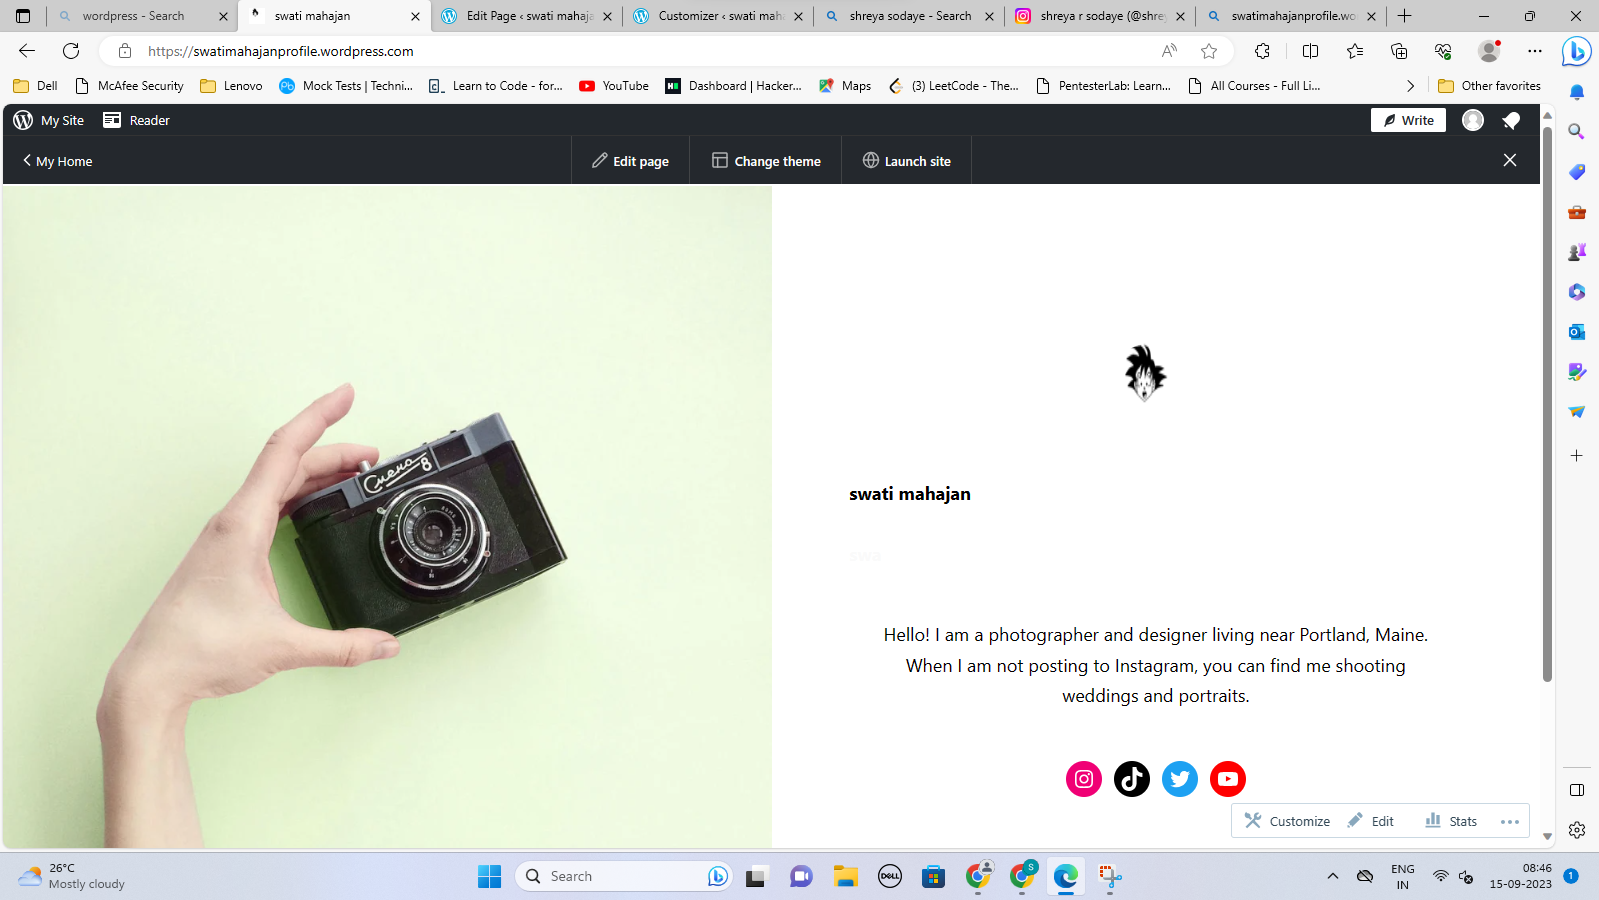 wordpress - Search
swati mahajan
Edit Page ‹ swati mahaja
Customizer ‹ swati maha
shreya sodaye - Search
shreya r sodaye (@shrey
swatimahajanprofile.wo
https://swatimahajanprofile.wordpress.com
Dell
McAfee Security
Lenovo
Mock Tests | Techni...
Learn to Code - for...
YouTube
Dashboard | Hacker...
Maps
(3) LeetCode - The...
PentesterLab: Learn...
All Courses - Full Li...
Other favorites
My Site
Reader
Write
My Home
Edit page
Change theme
Launch site
Смена 8
swati mahajan
swa
Hello! I am a photographer and designer living near Portland, Maine.
When I am not posting to Instagram, you can find me shooting
weddings and portraits.
Customize
Edit
Stats
26°C
Mostly cloudy
Search
DELL
S
ENG
IN
08:46
15-09-2023
1